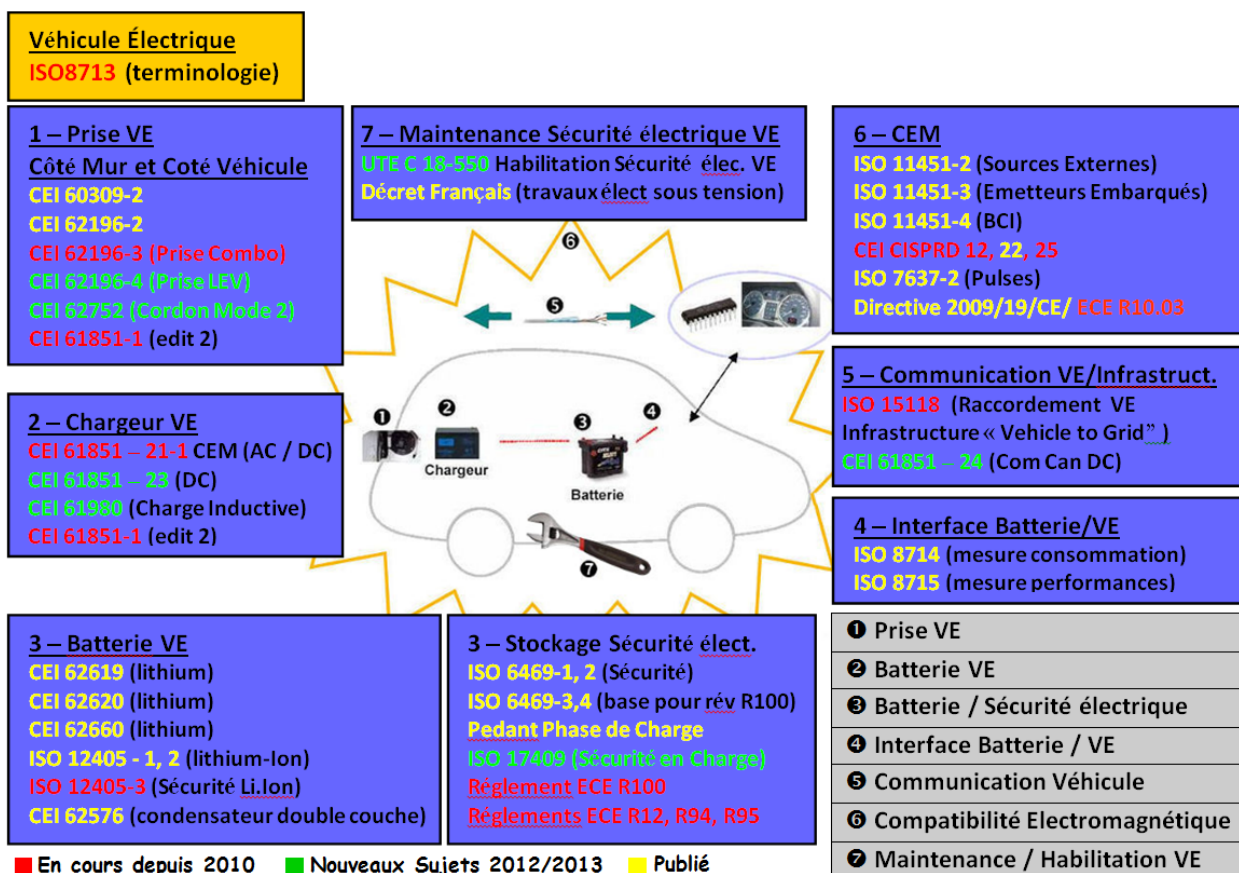 Véhicule Électrique
ISO8713 (terminologie)
1 – Prise VE
Côté Mur et Coté Véhicule
CEI 60309-2
CEI 62196-2
CEI 62196-3 (Prise Combo)
CEI 62196-4 (Prise LEV)
CEI 62752 (Cordon Mode 2)
CEI 61851-1 (edit 2)
7 – Maintenance Sécurité électrique VE
UTE C 18-550 Habilitation Sécurité élec. VE
Décret Français (travaux élect sous tension)
6 – CEM
ISO 11451-2 (Sources Externes)
ISO 11451-3 (Emetteurs Embarqués)
ISO 11451-4 (BCI)
CEI CISPRD 12, 22, 25
ISO 7637-2 (Pulses)
Directive 2009/19/CE/ ECE R10.03
2 – Chargeur VE
CEI 61851 – 21-1 CEM (AC / DC)
CEI 61851 – 23 (DC)
CEI 61980 (Charge Inductive)
CEI 61851-1 (edit 2)
❻
❺
❶
❷
❸
❹
Chargeur
Batterie
❼
5 – Communication VE/Infrastruct.
ISO 15118 (Raccordement VE
Infrastructure « Vehicle to Grid” )
CEI 61851 – 24 (Com Can DC)
4 – Interface Batterie/VE
ISO 8714 (mesure consommation)
ISO 8715 (mesure performances)
3 – Batterie VE
CEI 62619 (lithium)
CEI 62620 (lithium)
CEI 62660 (lithium)
ISO 12405 - 1, 2 (lithium-Ion)
ISO 12405-3 (Sécurité Li.Ion)
CEI 62576 (condensateur double couche)
3 – Stockage Sécurité élect.
ISO 6469-1, 2 (Sécurité)
ISO 6469-3,4 (base pour rév R100)
Pedant Phase de Charge
ISO 17409 (Sécurité en Charge)
Réglement ECE R100
Réglements ECE R12, R94, R95
❶ Prise VE
❷ Batterie VE
❸ Batterie / Sécurité électrique
❹ Interface Batterie / VE
❺ Communication Véhicule
❻ Compatibilité Electromagnétique
❼ Maintenance / Habilitation VE
En cours depuis 2010 Nouveaux Sujets 2012/2013 Publié